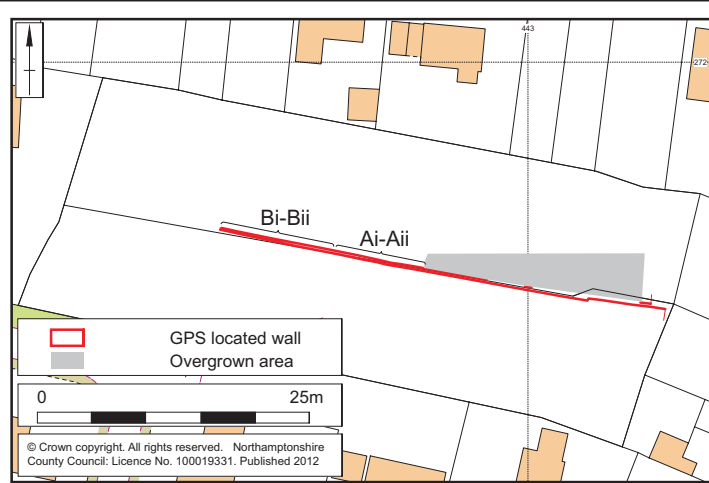 443
272
Bi-Bii
Ai-Aii
GPS located wall
Overgrown area
0 25m
© Crown copyright. All rights reserved. Northamptonshire
County Council: Licence No. 100019331. Published 2012